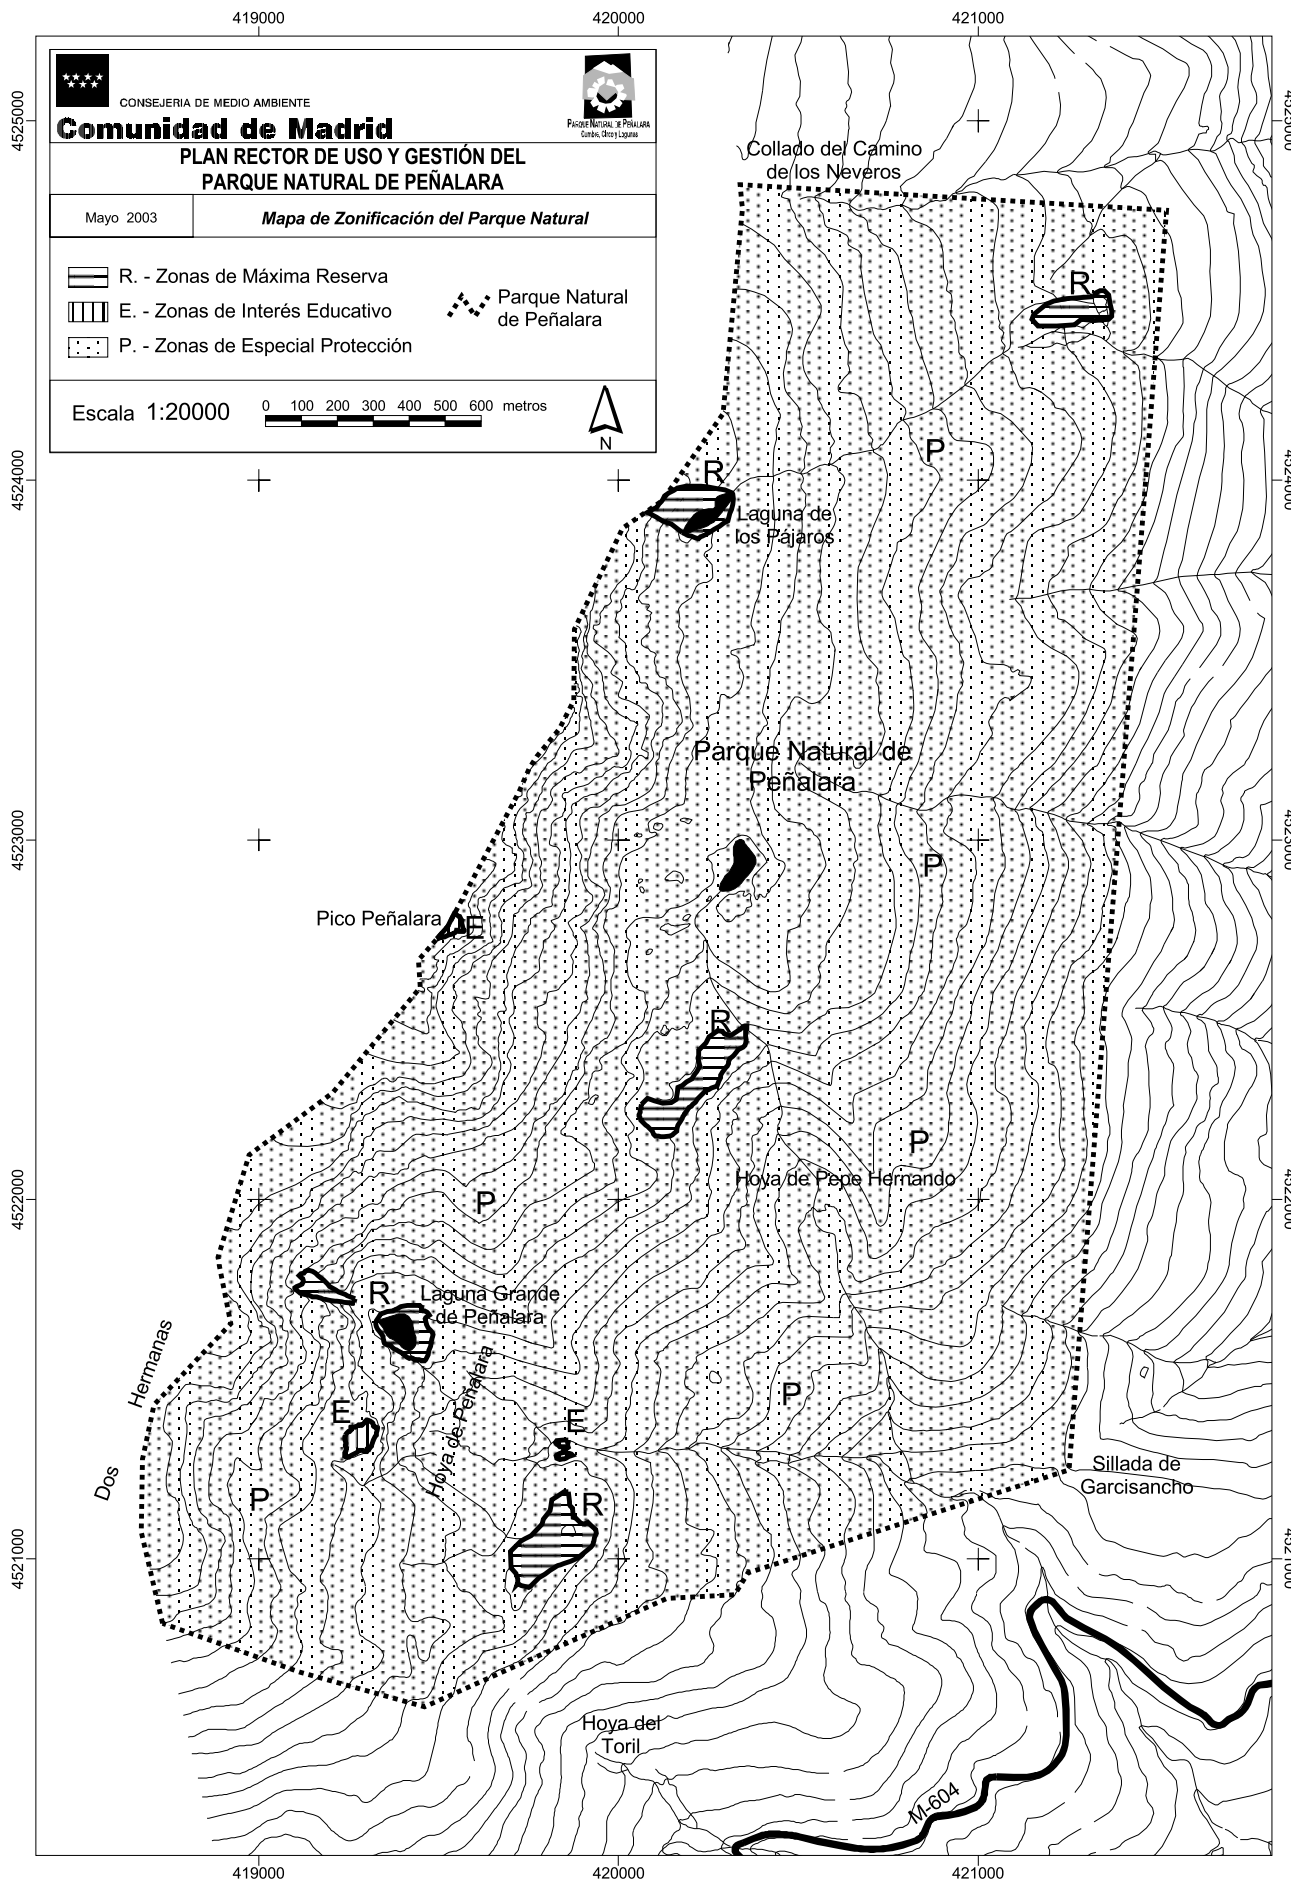 419000
420000
421000
4525000
4525000
CONSEJERIA DE MEDIO AMBIENTE
Comunidad de Madrid
PARQUE NATURAL DE PEÑALARA
Cumbre, Circo y Lagunas
PLAN RECTOR DE USO Y GESTIÓN DEL
PARQUE NATURAL DE PEÑALARA
Mayo 2003
Mapa de Zonificación del Parque Natural
R. - Zonas de Máxima Reserva
E. - Zonas de Interés Educativo
P. - Zonas de Especial Protección
Parque Natural
de Peñalara
Escala 1:20000
0 100 200 300 400 500 600 metros
N
Collado del Camino
de los Neveros
R
P
4524000
4524000
R
Laguna de
los Pájaros
Parque Natural de
Peñalara
4523000
4523000
P
Pico Peñalara
E
R
P
Hoya de Pepe Hernando
4522000
4522000
P
R
Laguna Grande
de Peñalara
Dos Hermanas
Hoya de Peñalara
P
E
E
Sillada de
Garcisancho
P
R
4521000
4521000
Hoya del
Toril
M-604
419000
420000
421000